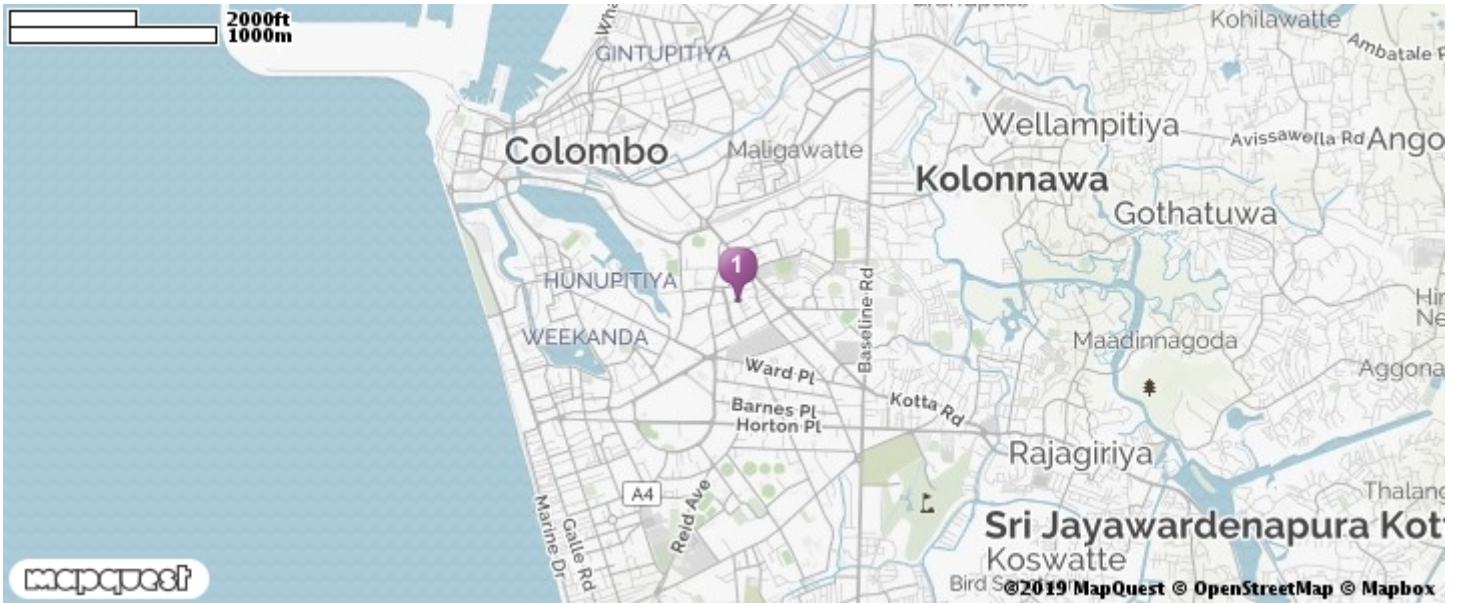 2000ft
1000m
GINTUPITIYA
Kohilawatte
Ambatale
Colombo
Maligawatte
Wellampitiya
Avissawella Rd
Ango
Kolonnawa
Gothatuwa
1
HUNUPITIYA
Baseline Rd
WEEKANDA
Maadinnagoda
Aggona
Ward Pl
Kotta Rd
Barnes Pl
Horton Pl
Rajagiriya
A4
Reid Ave
Marine Dr
Galle Rd
Thalang
Sri Jayawardenapura Kot
Koswatte
Bird
mapquest
©2019 MapQuest © OpenStreetMap © Mapbox